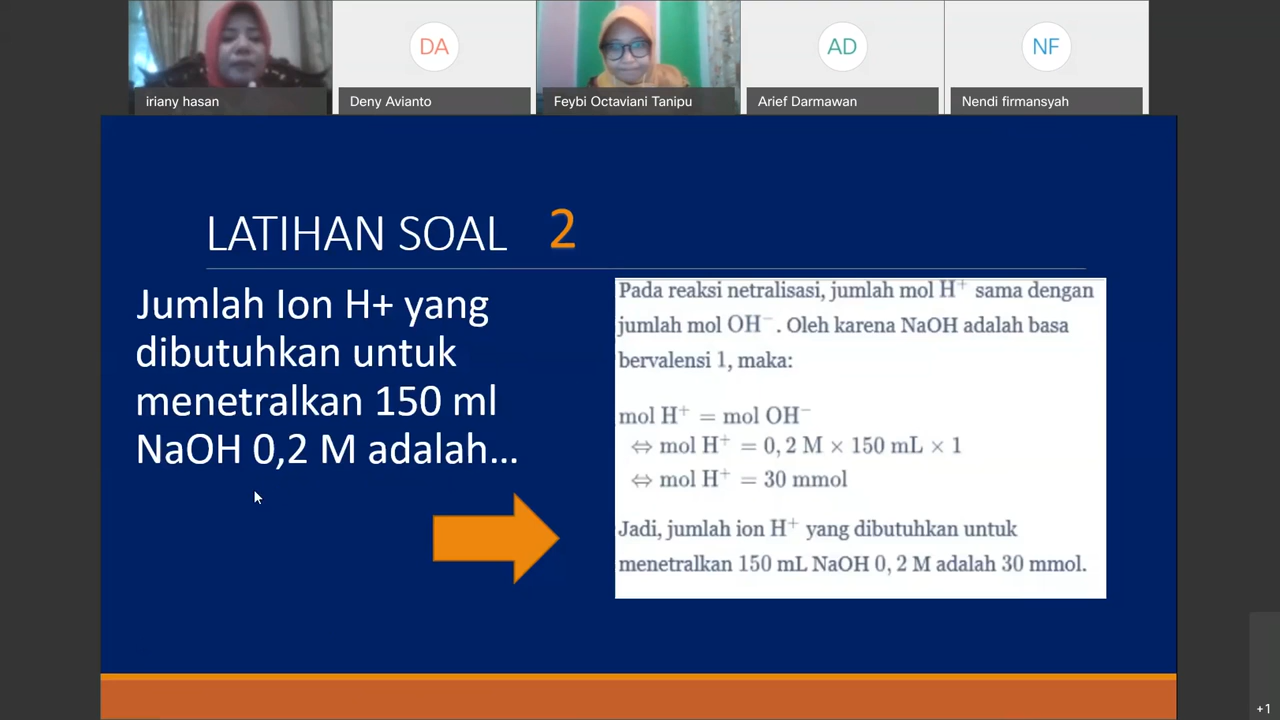 DA
AD
NF
iriany hasan
Deny Avianto
Feybi Octaviani Tanipu
Arief Darmawan
Nendi firmansyah
LATIHAN SOAL 2
Jumlah Ion H+ yang
dibutuhkan untuk
menetralkan 150 ml
NaOH 0,2 M adalah...
Pada reaksi netralisasi, jumlah mol H⁺ sama dengan
jumlah mol OH⁻. Oleh karena NaOH adalah basa
bervalensi 1, maka:
mol H⁺ = mol OH⁻
⇔ mol H⁺ = 0, 2 M × 150 mL × 1
⇔ mol H⁺ = 30 mmol
Jadi, jumlah ion H⁺ yang dibutuhkan untuk
menetralkan 150 mL NaOH 0, 2 M adalah 30 mmol.
+1